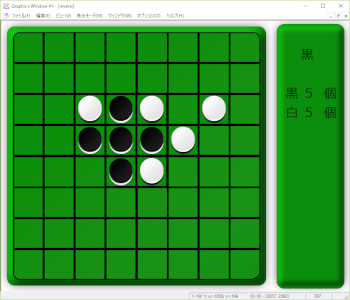 Graphics Window #1 - [reversi]
ファイル(F) 編集(E) ビュー(V) 表示モード(M) ウィンドウ(W) オプション(O) ヘルプ(H)
黒
黒 5 個
白 5 個
297